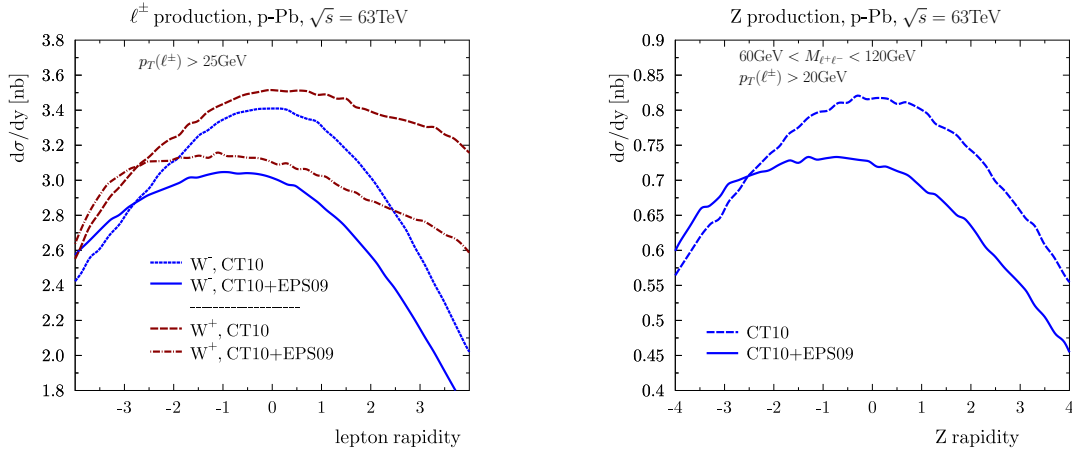 ℓ± production, p-Pb, √s = 63TeV
dσ/dy [nb]
3.8
3.6
3.4
3.2
3.0
2.8
2.6
2.4
2.2
2.0
1.8
pT(ℓ±) > 25GeV
W-, CT10
W-, CT10+EPS09
--------------------
W+, CT10
W+, CT10+EPS09
-3 -2 -1 0 1 2 3
lepton rapidity
Z production, p-Pb, √s = 63TeV
dσ/dy [nb]
0.9
0.85
0.8
0.75
0.7
0.65
0.6
0.55
0.5
0.45
0.4
60GeV < Mℓ+ℓ- < 120GeV
pT(ℓ±) > 20GeV
CT10
CT10+EPS09
-4 -3 -2 -1 0 1 2 3 4
Z rapidity